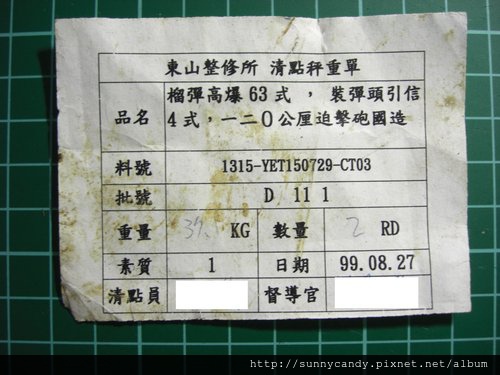 東山整修所 清點秤重單
品名 榴彈高爆63式，裝彈頭引信
4式，一二○公厘迫擊砲國造
料號 1315-YET150729-CT03
批號 D 11 1
重量 37. KG 數量 2 RD
素質 1 日期 99.08.27
清點員 督導官
http://sunnycandy.pixnet.net/album